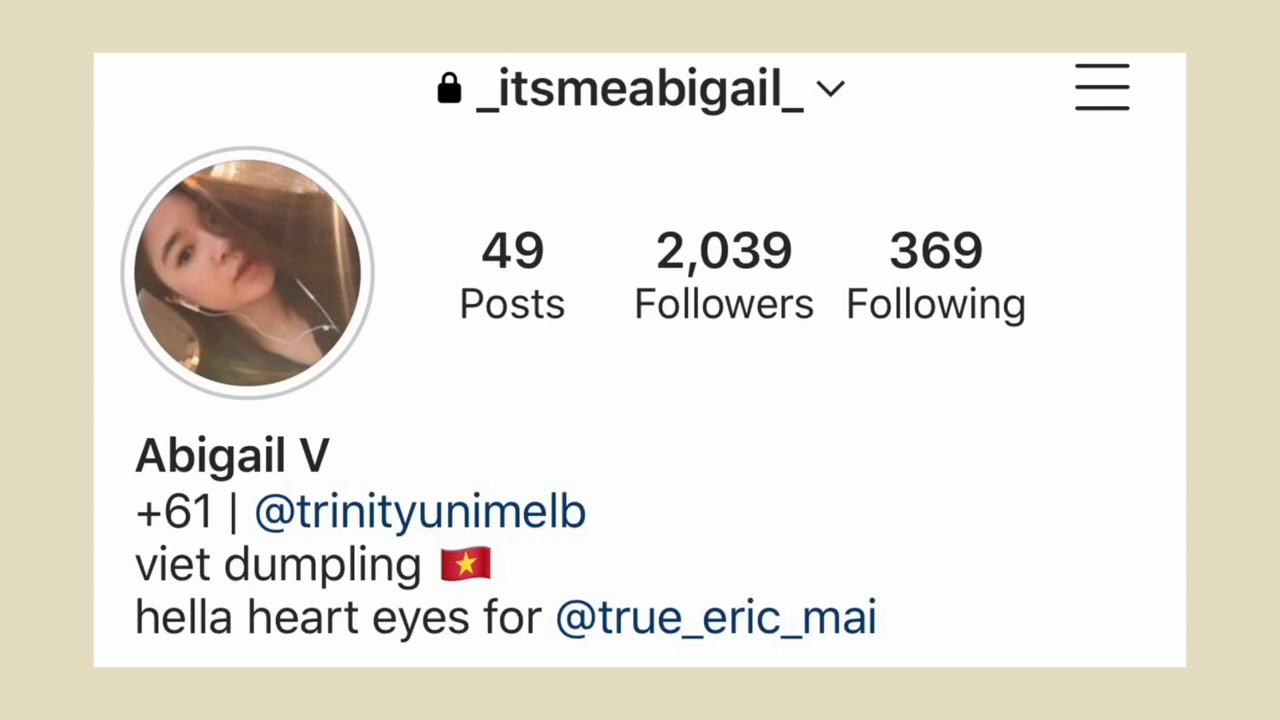 _itsmeabigail_
49 2,039 369
Posts Followers Following
Abigail V
+61 | @trinityunimelb
viet dumpling 🇻🇳
hella heart eyes for @true_eric_mai